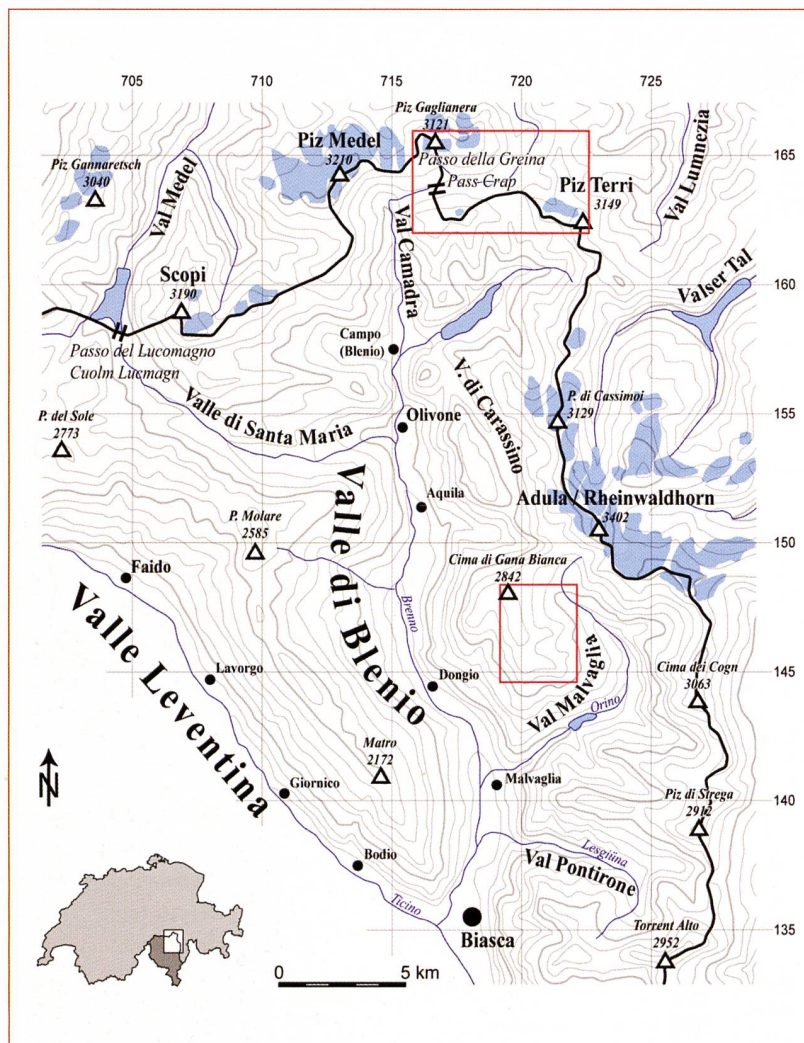 705
710
715
720
725
Piz Gaglianera
3121
Piz Medel
3210
Passo della Greina
Pass Crap
165
Piz Gannaretsch
3040
Val Medel
Piz Terri
3149
Val Lumnezia
Val Camadra
Scopi
3190
Valser Tal
160
Campo
(Blenio)
Passo del Lucomagno
Cuolm Lucmagn
Valle di Santa Maria
V. di Carassino
P. di Cassimoi
3129
155
P. del Sole
2773
Olivone
Aquila
Adula / Rheinwaldhorn
3402
P. Molare
2585
150
Valle di Blenio
Cima di Gana Bianca
2842
Faido
Brenno
Valle Leventina
Lavorgo
Dongio
Val Malvaglia
Orino
Cima dei Cogn
3063
145
Matro
2172
N
Giornico
Malvaglia
Piz di Strega
2912
140
Bodio
Lesgiüna
Val Pontirone
Ticino
Biasca
Torrent Alto
2952
135
0
5 km